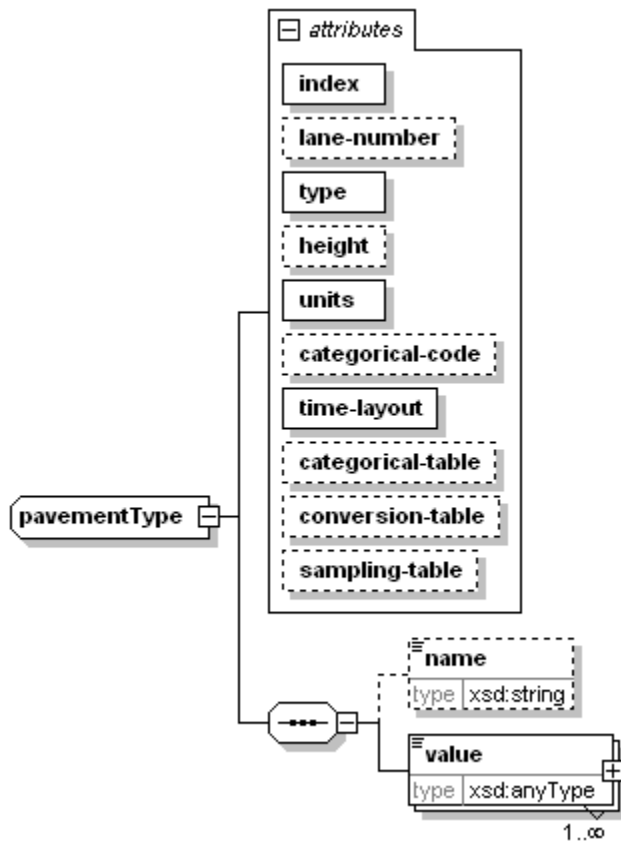 attributes
index
lane-number
type
height
units
categorical-code
time-layout
categorical-table
conversion-table
sampling-table
pavementType
name
type xsd:string
value
type xsd:anyType
1..∞